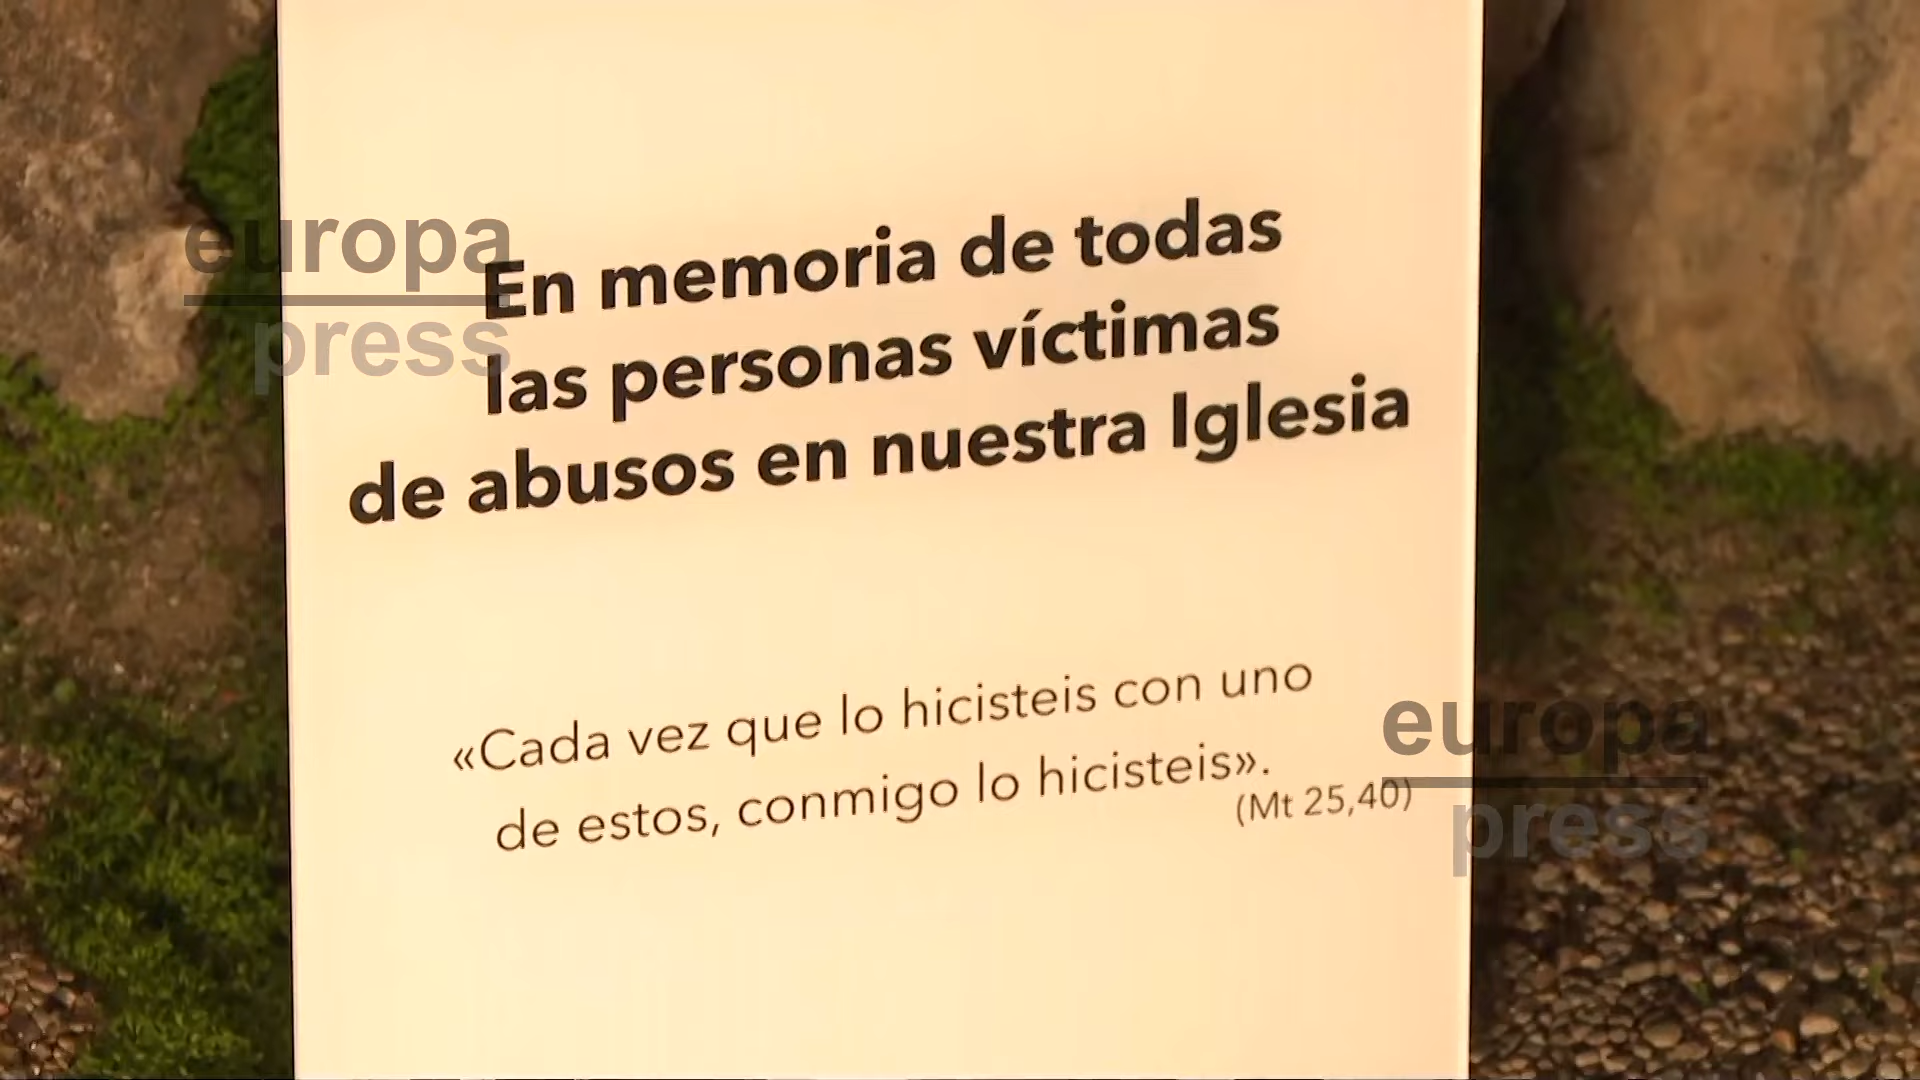 europa
press
En memoria de todas
las personas víctimas
de abusos en nuestra Iglesia
«Cada vez que lo hicisteis con uno
de estos, conmigo lo hicisteis».
(Mt 25,40)
europa
press